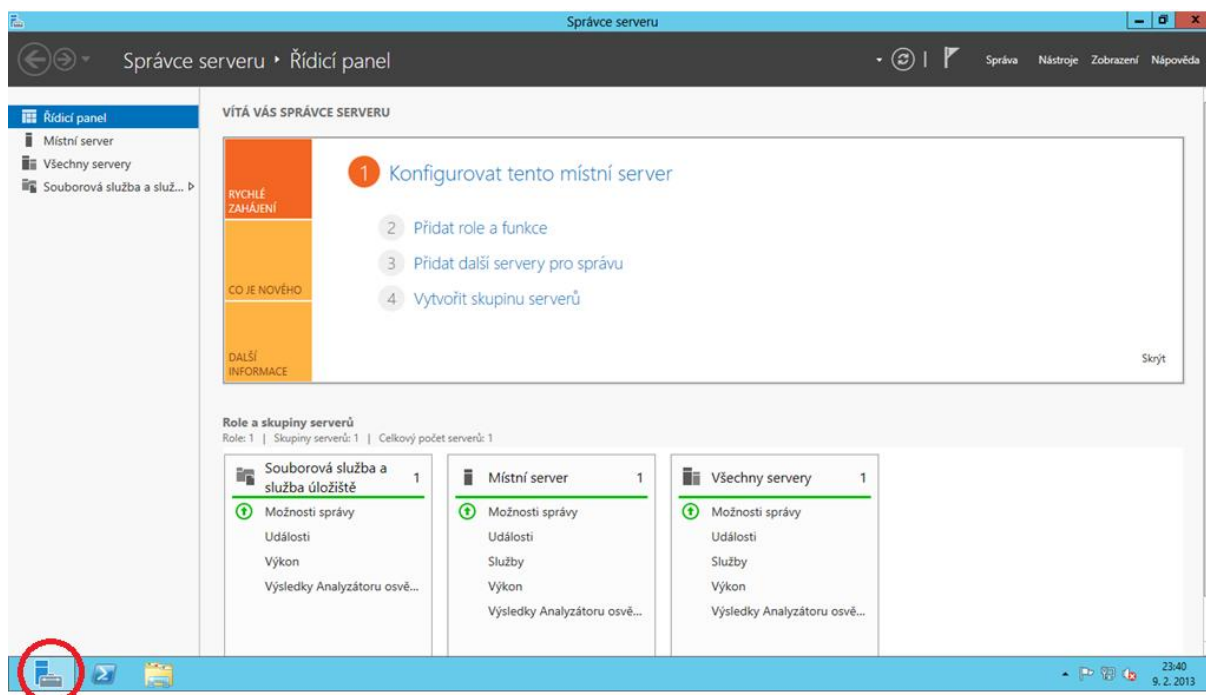 Správce serveru
Správce serveru ‣ Řídicí panel
Správa Nástroje Zobrazení Nápověda
Řídicí panel
Místní server
Všechny servery
Souborová služba a služ...
VÍTÁ VÁS SPRÁVCE SERVERU
RYCHLÉ
ZAHÁJENÍ
CO JE NOVÉHO
DALŠÍ
INFORMACE
1 Konfigurovat tento místní server
2 Přidat role a funkce
3 Přidat další servery pro správu
4 Vytvořit skupinu serverů
Skrýt
Role a skupiny serverů
Role: 1 | Skupiny serverů: 1 | Celkový počet serverů: 1
Souborová služba a
služba úložiště 1
Možnosti správy
Události
Výkon
Výsledky Analyzátoru osvě...
Místní server 1
Možnosti správy
Události
Služby
Výkon
Výsledky Analyzátoru osvě...
Všechny servery 1
Možnosti správy
Události
Služby
Výkon
Výsledky Analyzátoru osvě...
23:40
9. 2. 2013